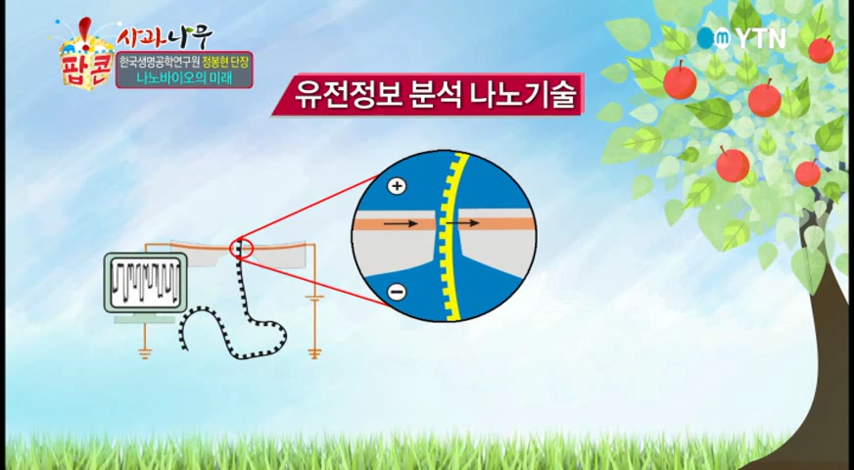 팝콘
사과나무
한국생명공학연구원 정봉현 단장
나노바이오의 미래
YTN
유전정보 분석 나노기술
+
−